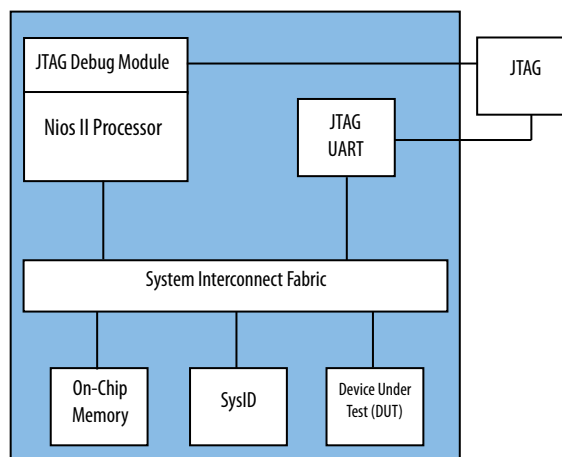 JTAG Debug Module
JTAG
Nios II Processor
JTAG
UART
System Interconnect Fabric
On-Chip
Memory
SysID
Device Under
Test (DUT)